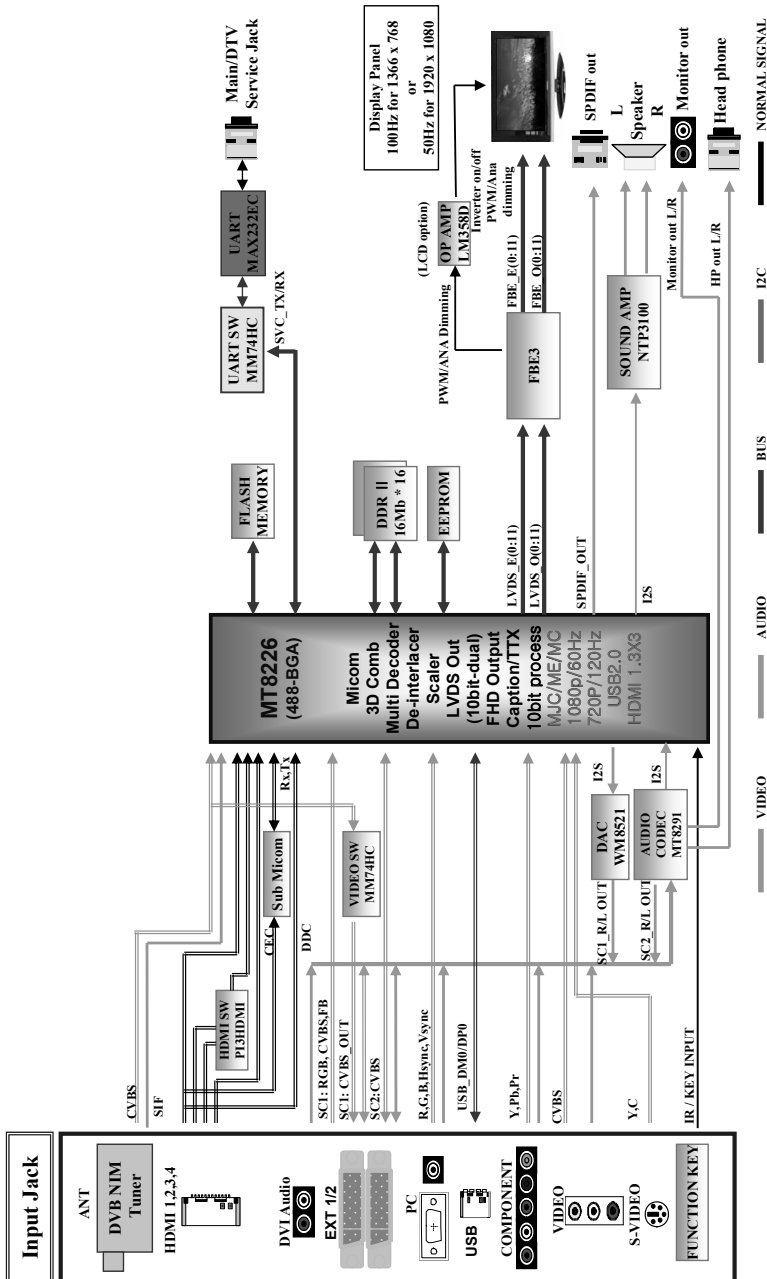 Input Jack
ANT
DVB NIM
Tuner
HDMI 1,2,3,4
DVI Audio
EXT 1/2
PC
USB
COMPONENT
VIDEO
S-VIDEO
FUNCTION KEY
CVBS
SIF
HDMI SW
PI3HDMI
CEC
DDC
SC1: RGB, CVBS,FB
SC1: CVBS_OUT
SC2:CVBS
R,G,B,Hsync,Vsync
USB_DM0/DP0
Y,Pb,Pr
CVBS
Y,C
IR / KEY INPUT
Sub Micom
Rx,Tx
VIDEO SW
MM74HC
SC1_R/L OUT
SC2_R/L OUT
DAC
WM8521
AUDIO
CODEC
MT8291
I2S
I2S
MT8226
(488-BGA)
Micom
3D Comb
Multi Decoder
De-interlacer
Scaler
LVDS Out
(10bit-dual)
FHD Output
Caption/TTX
10bit process
MJC/ME/MC
1080p/60Hz
720P/120Hz
USB2.0
HDMI 1.3X3
FLASH
MEMORY
DDR II
16Mb * 16
EEPROM
LVDS_E(0:11)
LVDS_O(0:11)
SPDIF_OUT
I2S
UART SW
MM74HC
SVC_TX/RX
UART
MAX232EC
Main/DTV
Service Jack
PWM/ANA Dimming
(LCD option)
OP AMP
LM358D
Inverter on/off
PWM/Ana
dimming
FBE3
FBE_E(0:11)
FBE_O(0:11)
Display Panel
100Hz for 1366 x 768
or
50Hz for 1920 x 1080
SOUND AMP
NTP3100
Monitor out L/R
HP out L/R
SPDIF out
L
Speaker
R
Monitor out
Head phone
VIDEO
AUDIO
BUS
I2C
NORMAL SIGNAL